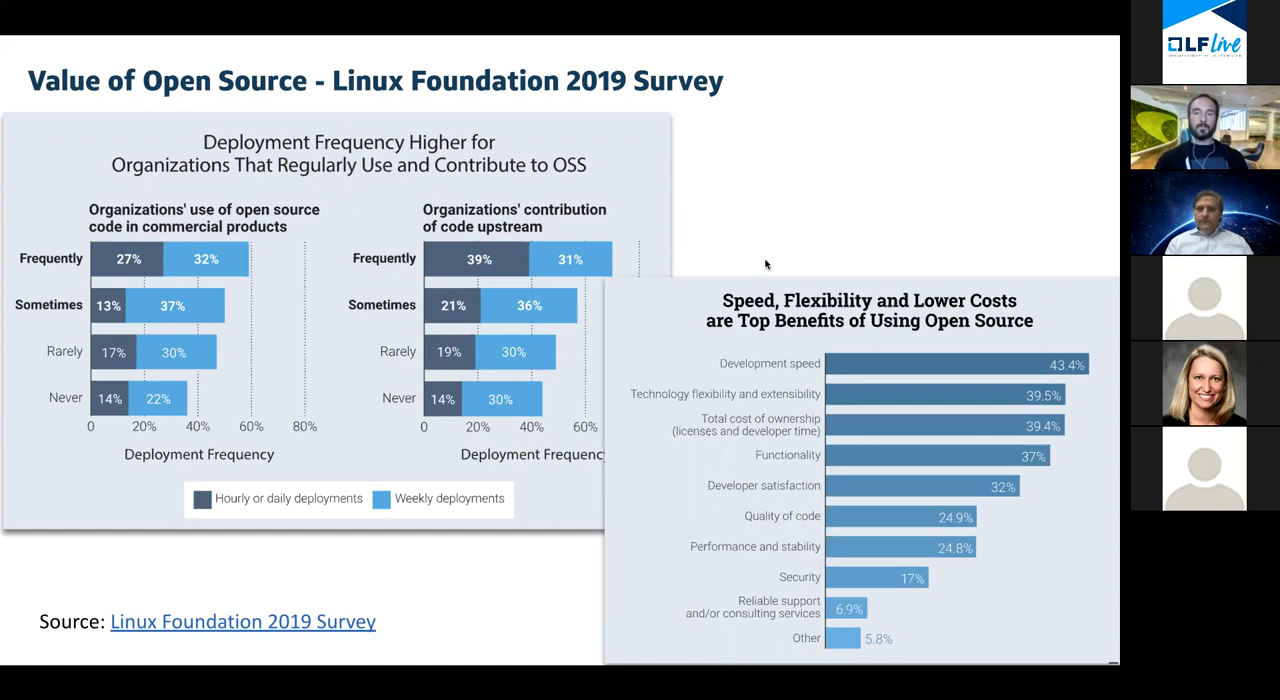 Value of Open Source - Linux Foundation 2019 Survey
Deployment Frequency Higher for
Organizations That Regularly Use and Contribute to OSS
Organizations' use of open source
code in commercial products
Frequently 27% 32%
Sometimes 13% 37%
Rarely 17% 30%
Never 14% 22%
0 20% 40% 60% 80%
Deployment Frequency
Organizations' contribution
of code upstream
Frequently 39% 31%
Sometimes 21% 36%
Rarely 19% 30%
Never 14% 30%
0 20% 40% 60%
Deployment Frequency
Hourly or daily deployments Weekly deployments
Speed, Flexibility and Lower Costs
are Top Benefits of Using Open Source
Development speed 43.4%
Technology flexibility and extensibility 39.5%
Total cost of ownership
(licenses and developer time) 39.4%
Functionality 37%
Developer satisfaction 32%
Quality of code 24.9%
Performance and stability 24.8%
Security 17%
Reliable support
and/or consulting services 6.9%
Other 5.8%
Source: Linux Foundation 2019 Survey
LF Live